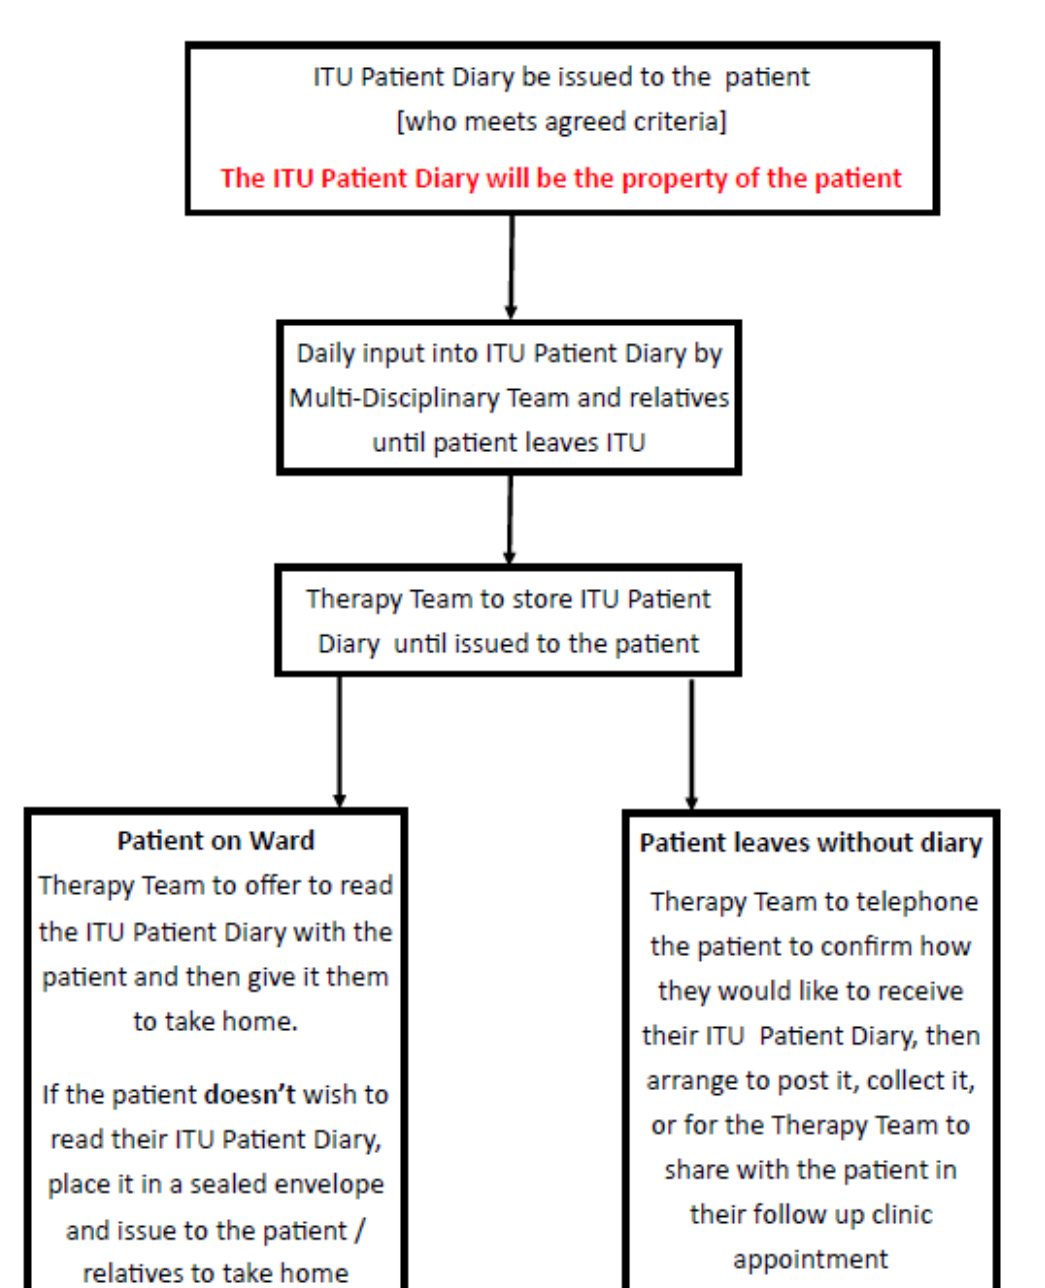 ITU Patient Diary be issued to the patient
[who meets agreed criteria]
The ITU Patient Diary will be the property of the patient
Daily input into ITU Patient Diary by
Multi-Disciplinary Team and relatives
until patient leaves ITU
Therapy Team to store ITU Patient
Diary until issued to the patient
Patient on Ward
Therapy Team to offer to read
the ITU Patient Diary with the
patient and then give it them
to take home.
If the patient doesn't wish to
read their ITU Patient Diary,
place it in a sealed envelope
and issue to the patient /
relatives to take home
Patient leaves without diary
Therapy Team to telephone
the patient to confirm how
they would like to receive
their ITU Patient Diary, then
arrange to post it, collect it,
or for the Therapy Team to
share with the patient in
their follow up clinic
appointment